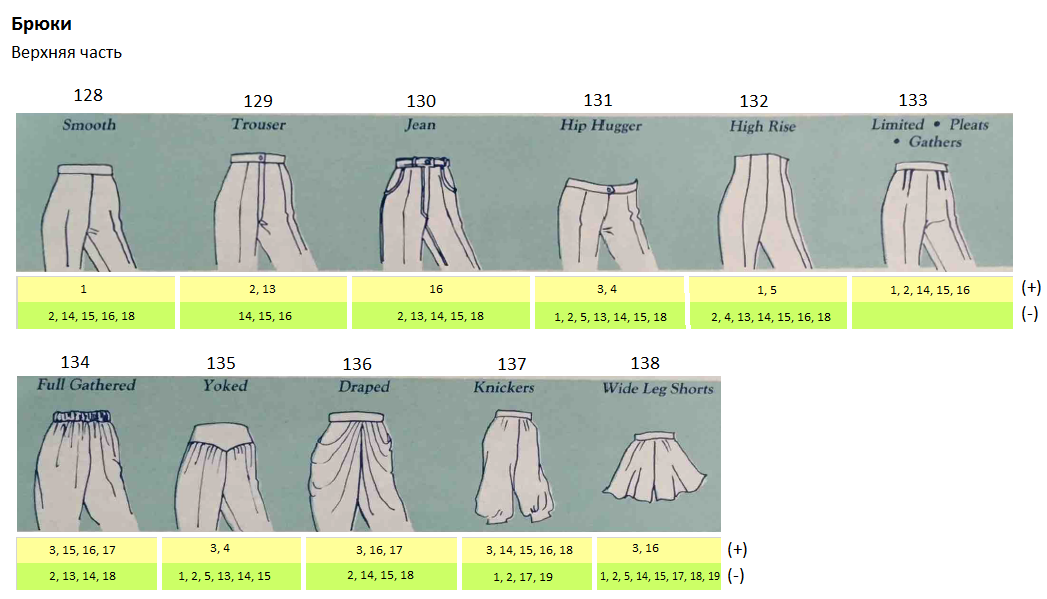 Брюки
Верхняя часть
128 129 130 131 132 133
Smooth Trouser Jean Hip Hugger High Rise Limited • Pleats
• Gathers
1 2, 13 16 3, 4 1, 5 1, 2, 14, 15, 16 (+)
2, 14, 15, 16, 18 14, 15, 16 2, 13, 14, 15, 18 1, 2, 5, 13, 14, 15, 18 2, 4, 13, 14, 15, 16, 18 (-)
134 135 136 137 138
Full Gathered Yoked Draped Knickers Wide Leg Shorts
3, 15, 16, 17 3, 4 3, 16, 17 3, 14, 15, 16, 18 3, 16 (+)
2, 13, 14, 18 1, 2, 5, 13, 14, 15 2, 14, 15, 18 1, 2, 17, 19 1, 2, 5, 14, 15, 17, 18, 19 (-)